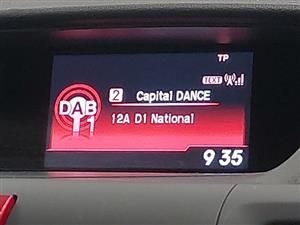 TP
TEXT
2 Capital DANCE
DAB
1
12A D1 National
9 35